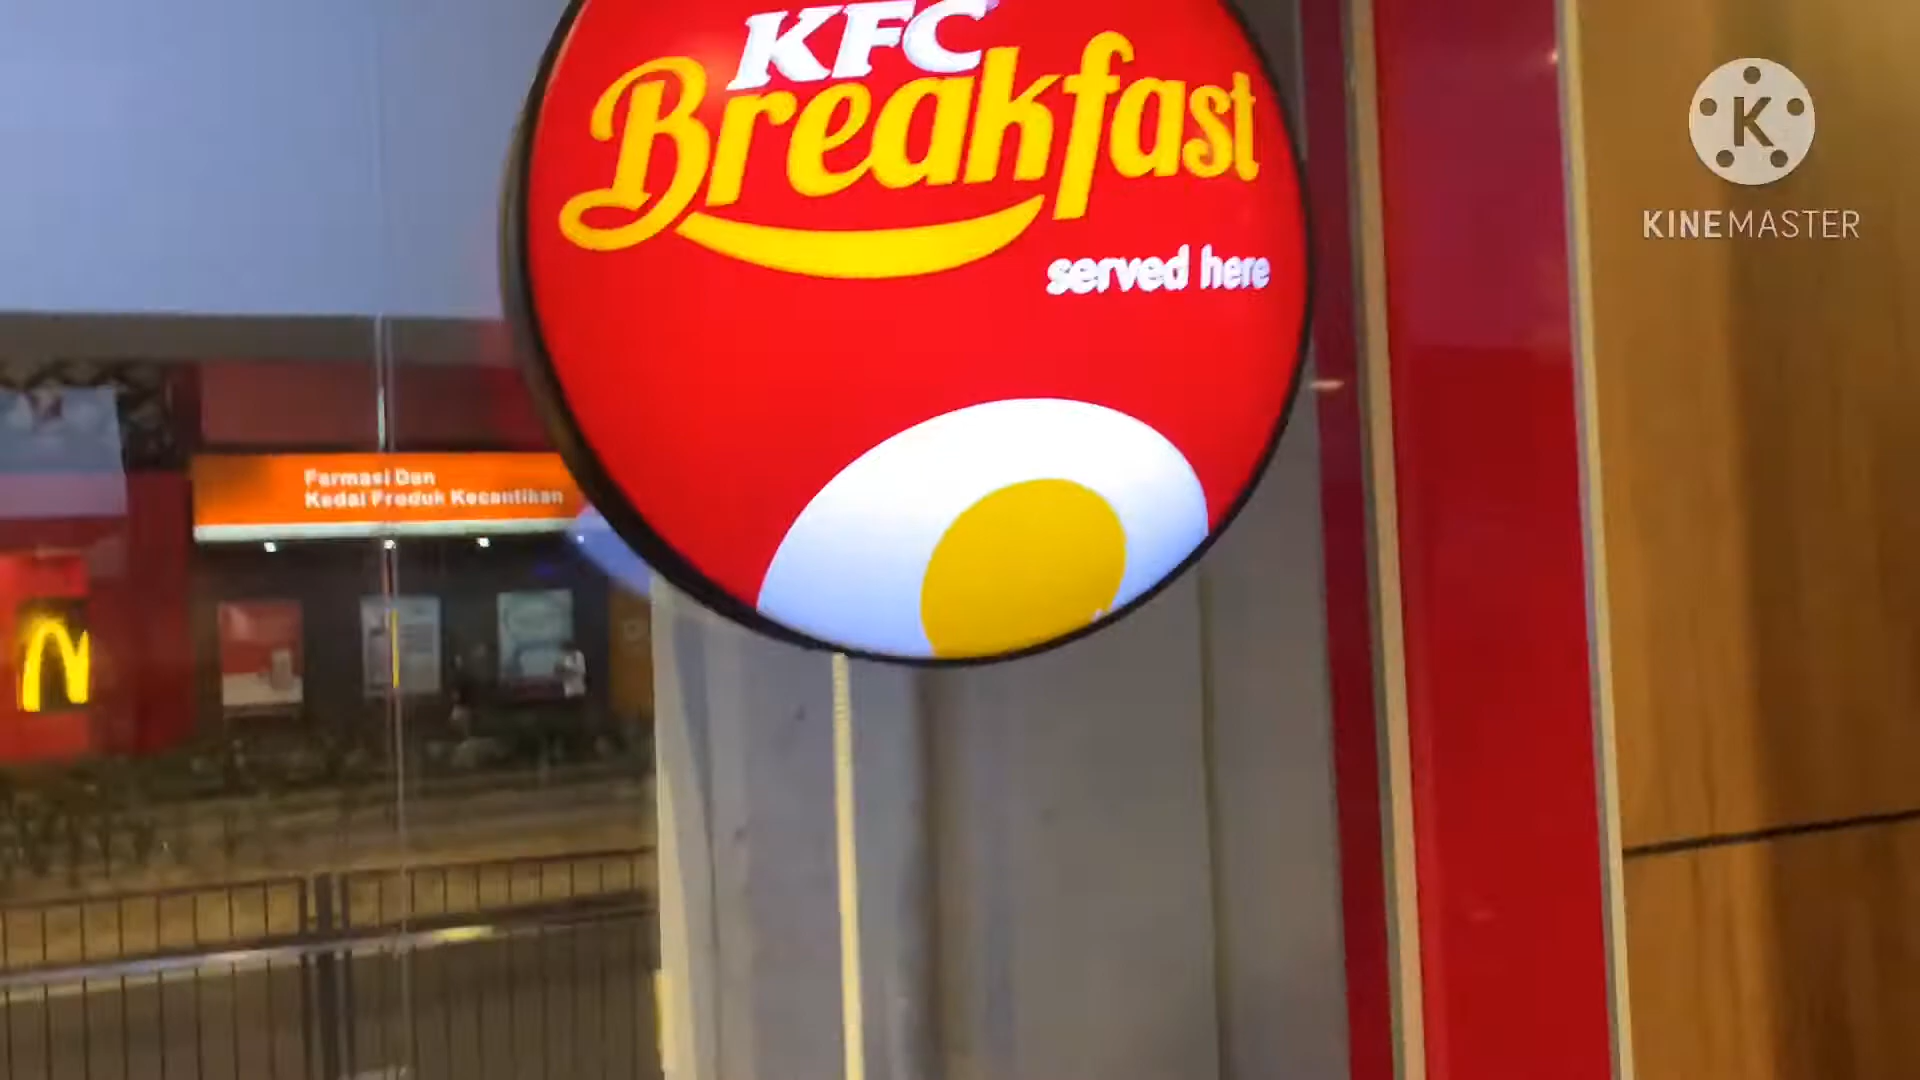 KFC
Breakfast
served here
K
KINEMASTER
Farmasi Dan
Kedai Produk Kecantikan